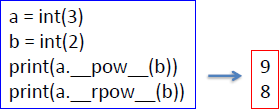 a = int(3)
b = int(2)
print(a.__pow__(b))
print(a.__rpow__(b))
9
8